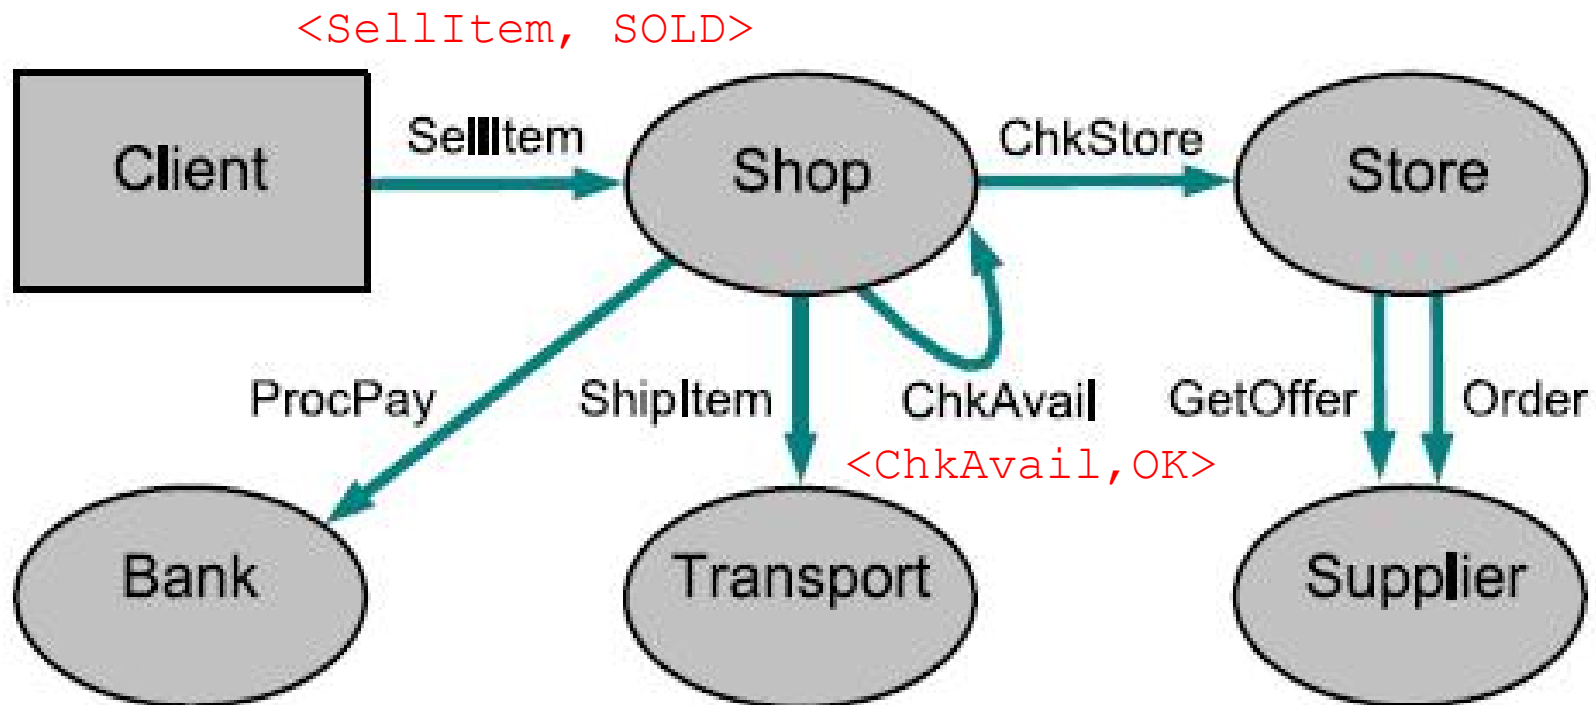 <SellItem, SOLD>
Client
SellItem
Shop
ChkStore
Store
ProcPay
ShipItem
ChkAvail
GetOffer
Order
<ChkAvail,OK>
Bank
Transport
Supplier